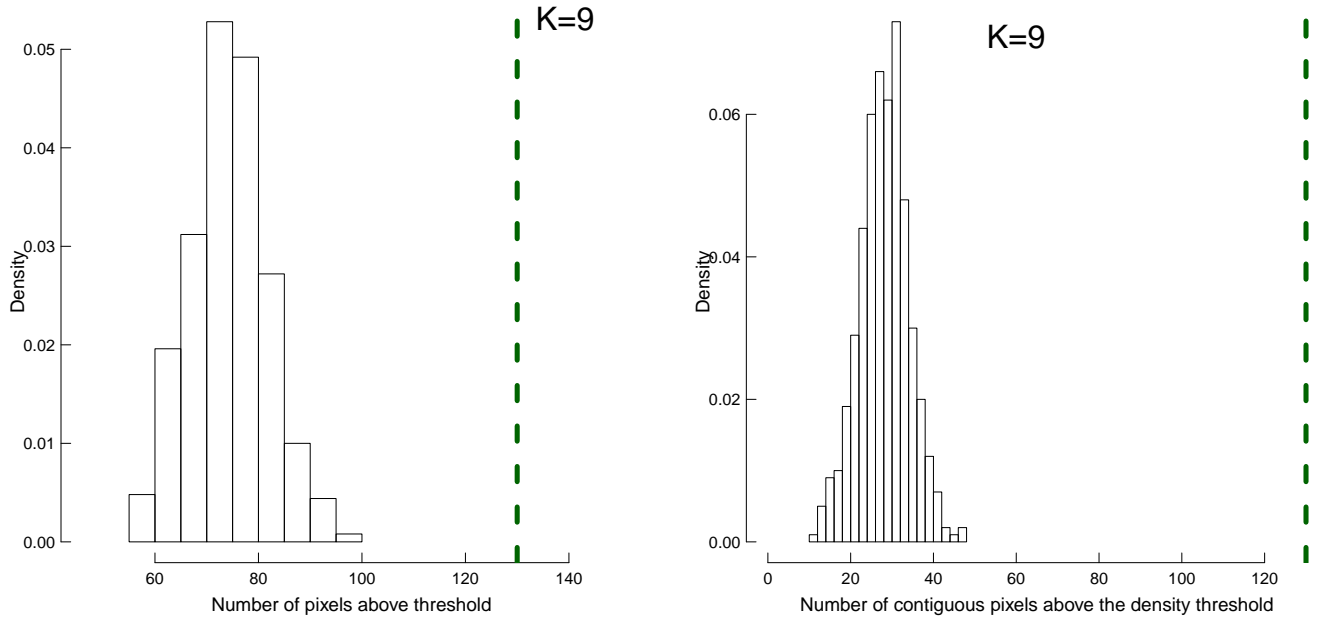 K=9
Density
0.05
0.04
0.03
0.02
0.01
0.00
60 80 100 120 140
Number of pixels above threshold
K=9
Density
0.06
0.04
0.02
0.00
0 20 40 60 80 100 120
Number of contiguous pixels above the density threshold